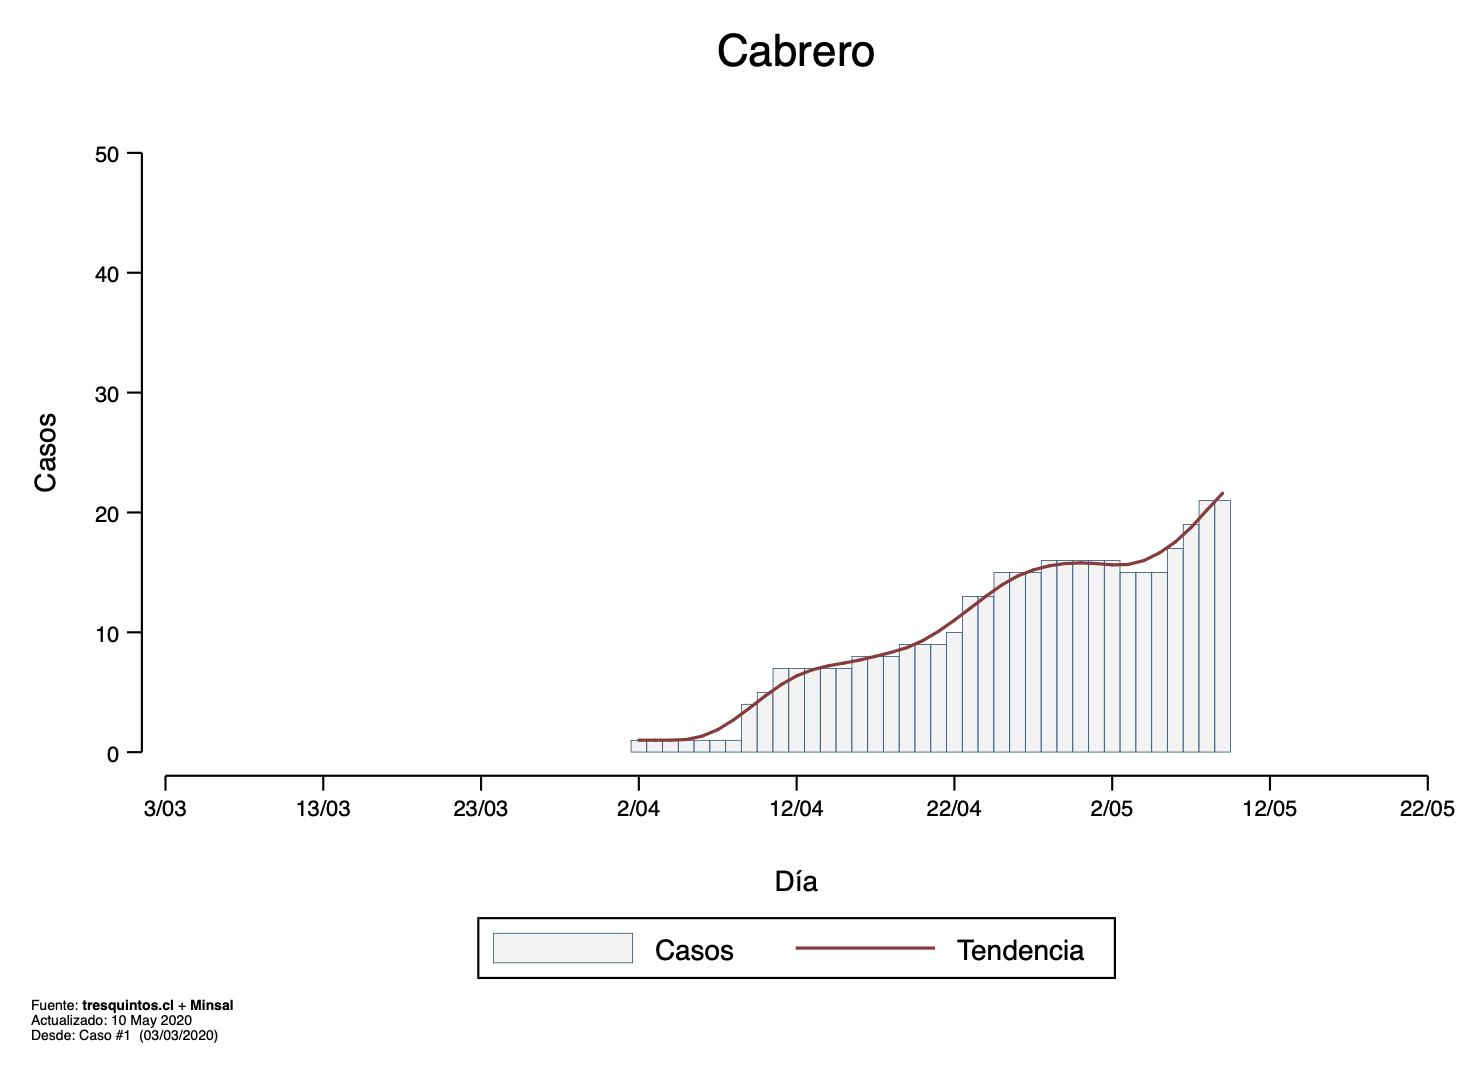 Cabrero
50
40
30
20
10
0
Casos
3/03 13/03 23/03 2/04 12/04 22/04 2/05 12/05 22/05
Día
Casos Tendencia
Fuente: tresquintos.cl + Minsal
Actualizado: 10 May 2020
Desde: Caso #1 (03/03/2020)